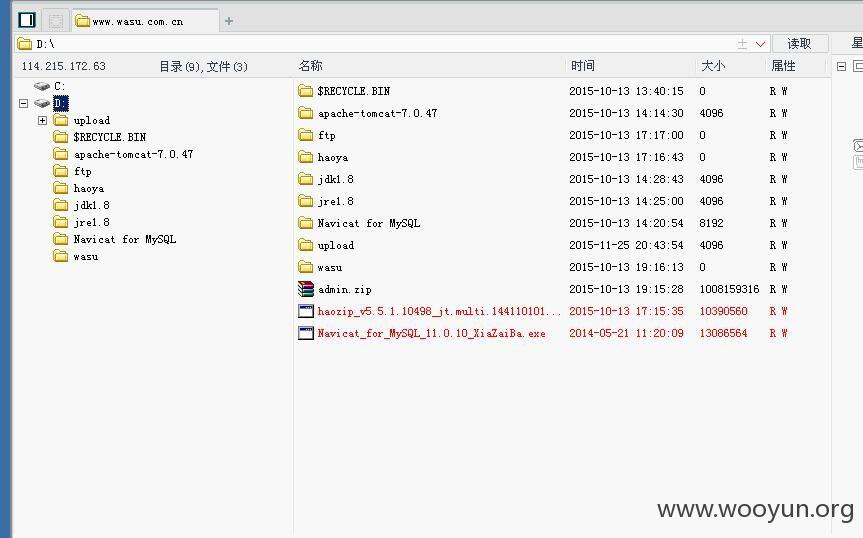 www.wasu.com.cn +
D:\ 读取
114.215.172.63 目录(9),文件(3) 名称 时间 大小 属性
C:
D:
upload
$RECYCLE.BIN
apache-tomcat-7.0.47
ftp
haoya
jdk1.8
jre1.8
Navicat for MySQL
wasu
$RECYCLE.BIN 2015-10-13 13:40:15 0 R W
apache-tomcat-7.0.47 2015-10-13 14:14:30 4096 R W
ftp 2015-10-13 17:17:00 0 R W
haoya 2015-10-13 17:16:43 0 R W
jdk1.8 2015-10-13 14:28:43 4096 R W
jre1.8 2015-10-13 14:25:00 4096 R W
Navicat for MySQL 2015-10-13 14:20:54 8192 R W
upload 2015-11-25 20:43:54 4096 R W
wasu 2015-10-13 19:16:13 0 R W
admin.zip 2015-10-13 19:15:28 1008159316 R W
haozip_v5.5.1.10498_jt.multi.144110101... 2015-10-13 17:15:35 10390560 R W
Navicat_for_MySQL_11.0.10_XiaZaiBa.exe 2014-05-21 11:20:09 13086564 R W
www.wooyun.org